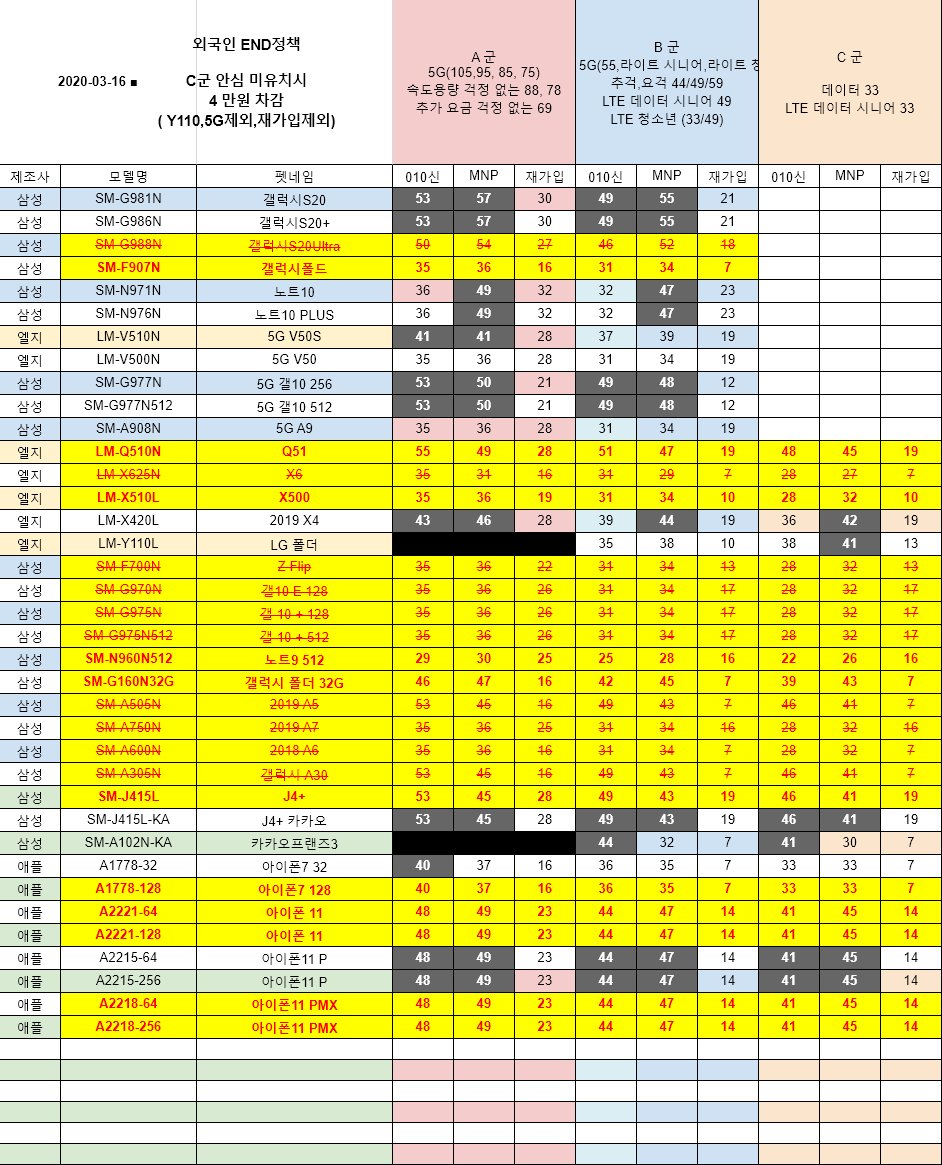 외국인 END정책
2020-03-16 ■
C군 안심 미유치시
4 만원 차감
( Y110,5G제외,재가입제외)
A 군
5G(105,95, 85, 75)
속도용량 걱정 없는 88, 78
추가 요금 걱정 없는 69
B 군
5G(55,라이트 시니어,라이트 청
추걱,요걱 44/49/59
LTE 데이터 시니어 49
LTE 청소년 (33/49)
C 군
데이터 33
LTE 데이터 시니어 33
제조사 모델명 펫네임 010신 MNP 재가입 010신 MNP 재가입 010신 MNP 재가입
삼성 SM-G981N 갤럭시S20 53 57 30 49 55 21
삼성 SM-G986N 갤럭시S20+ 53 57 30 49 55 21
삼성 SM-G988N 갤럭시S20Ultra 50 54 27 46 52 18
삼성 SM-F907N 갤럭시폴드 35 36 16 31 34 7
삼성 SM-N971N 노트10 36 49 32 32 47 23
삼성 SM-N976N 노트10 PLUS 36 49 32 32 47 23
엘지 LM-V510N 5G V50S 41 41 28 37 39 19
엘지 LM-V500N 5G V50 35 36 28 31 34 19
삼성 SM-G977N 5G 갤10 256 53 50 21 49 48 12
삼성 SM-G977N512 5G 갤10 512 53 50 21 49 48 12
삼성 SM-A908N 5G A9 35 36 28 31 34 19
엘지 LM-Q510N Q51 55 49 28 51 47 19 48 45 19
엘지 LM-X625N X6 35 31 16 31 29 7 28 27 7
엘지 LM-X510L X500 35 36 19 31 34 10 28 32 10
엘지 LM-X420L 2019 X4 43 46 28 39 44 19 36 42 19
엘지 LM-Y110L LG 폴더 35 38 10 38 41 13
삼성 SM-F700N Z Flip 35 36 22 31 34 13 28 32 13
삼성 SM-G970N 갤10 E 128 35 36 26 31 34 17 28 32 17
삼성 SM-G975N 갤 10 + 128 35 36 26 31 34 17 28 32 17
삼성 SM-G975N512 갤 10 + 512 35 36 26 31 34 17 28 32 17
삼성 SM-N960N512 노트9 512 29 30 25 25 28 16 22 26 16
삼성 SM-G160N32G 갤럭시 폴더 32G 46 47 16 42 45 7 39 43 7
삼성 SM-A505N 2019 A5 53 45 16 49 43 7 46 41 7
삼성 SM-A750N 2019 A7 35 36 25 31 34 16 28 32 16
삼성 SM-A600N 2018 A6 35 36 16 31 34 7 28 32 7
삼성 SM-A305N 갤럭시 A30 53 45 16 49 43 7 46 41 7
삼성 SM-J415L J4+ 53 45 28 49 43 19 46 41 19
삼성 SM-J415L-KA J4+ 카카오 53 45 28 49 43 19 46 41 19
삼성 SM-A102N-KA 카카오프랜즈3 44 32 7 41 30 7
애플 A1778-32 아이폰7 32 40 37 16 36 35 7 33 33 7
애플 A1778-128 아이폰7 128 40 37 16 36 35 7 33 33 7
애플 A2221-64 아이폰 11 48 49 23 44 47 14 41 45 14
애플 A2221-128 아이폰 11 48 49 23 44 47 14 41 45 14
애플 A2215-64 아이폰11 P 48 49 23 44 47 14 41 45 14
애플 A2215-256 아이폰11 P 48 49 23 44 47 14 41 45 14
애플 A2218-64 아이폰11 PMX 48 49 23 44 47 14 41 45 14
애플 A2218-256 아이폰11 PMX 48 49 23 44 47 14 41 45 14